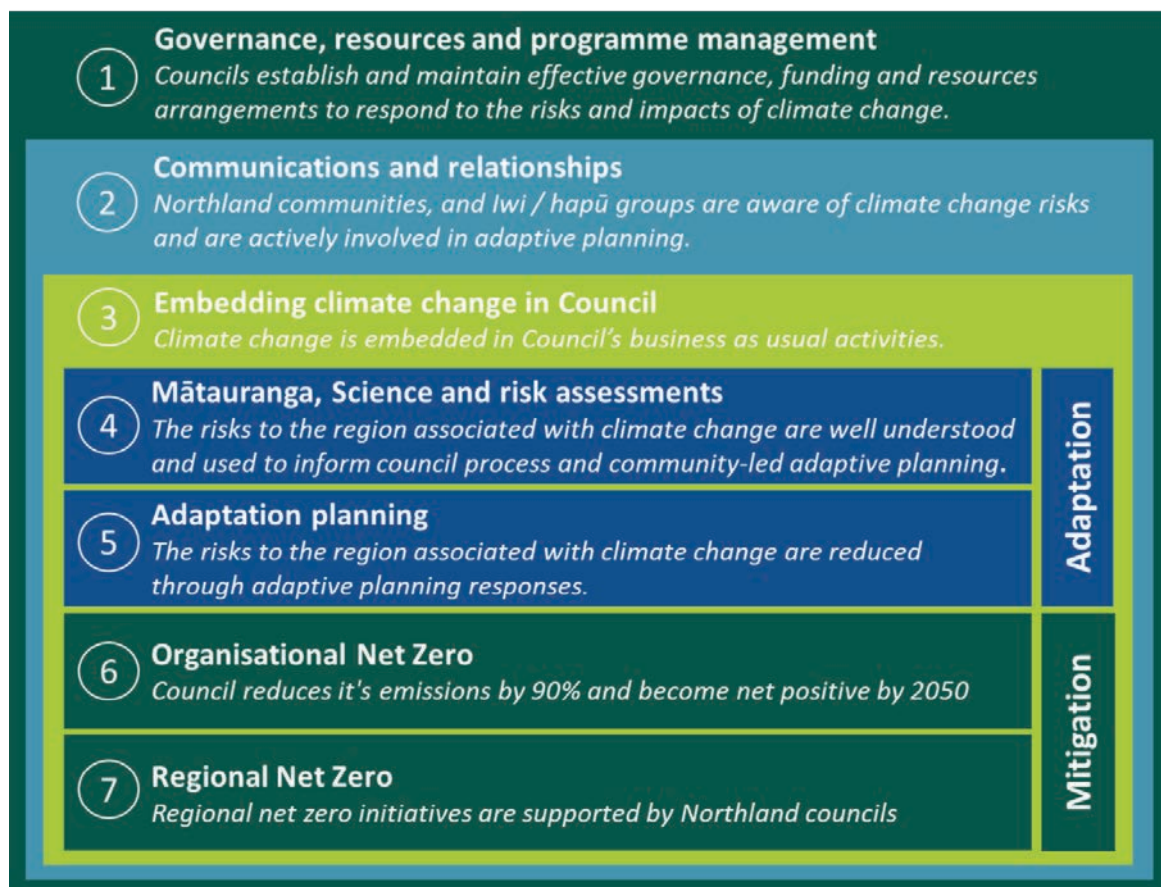 Governance, resources and programme management
1
Councils establish and maintain effective governance, funding and resources
arrangements to respond to the risks and impacts of climate change.
Communications and relationships
2
Northland communities, and Iwi / hapū groups are aware of climate change risks
and are actively involved in adaptive planning.
3
Embedding climate change in Council
Climate change is embedded in Council's business as usual activities.
Mātauranga, Science and risk assessments
4
The risks to the region associated with climate change are well understood
and used to inform council process and community-led adaptive planning.
Adaptation planning
5
The risks to the region associated with climate change are reduced
through adaptive planning responses.
Adaptation
6
Organisational Net Zero
Council reduces it's emissions by 90% and become net positive by 2050
7
Regional Net Zero
Regional net zero initiatives are supported by Northland councils
Mitigation